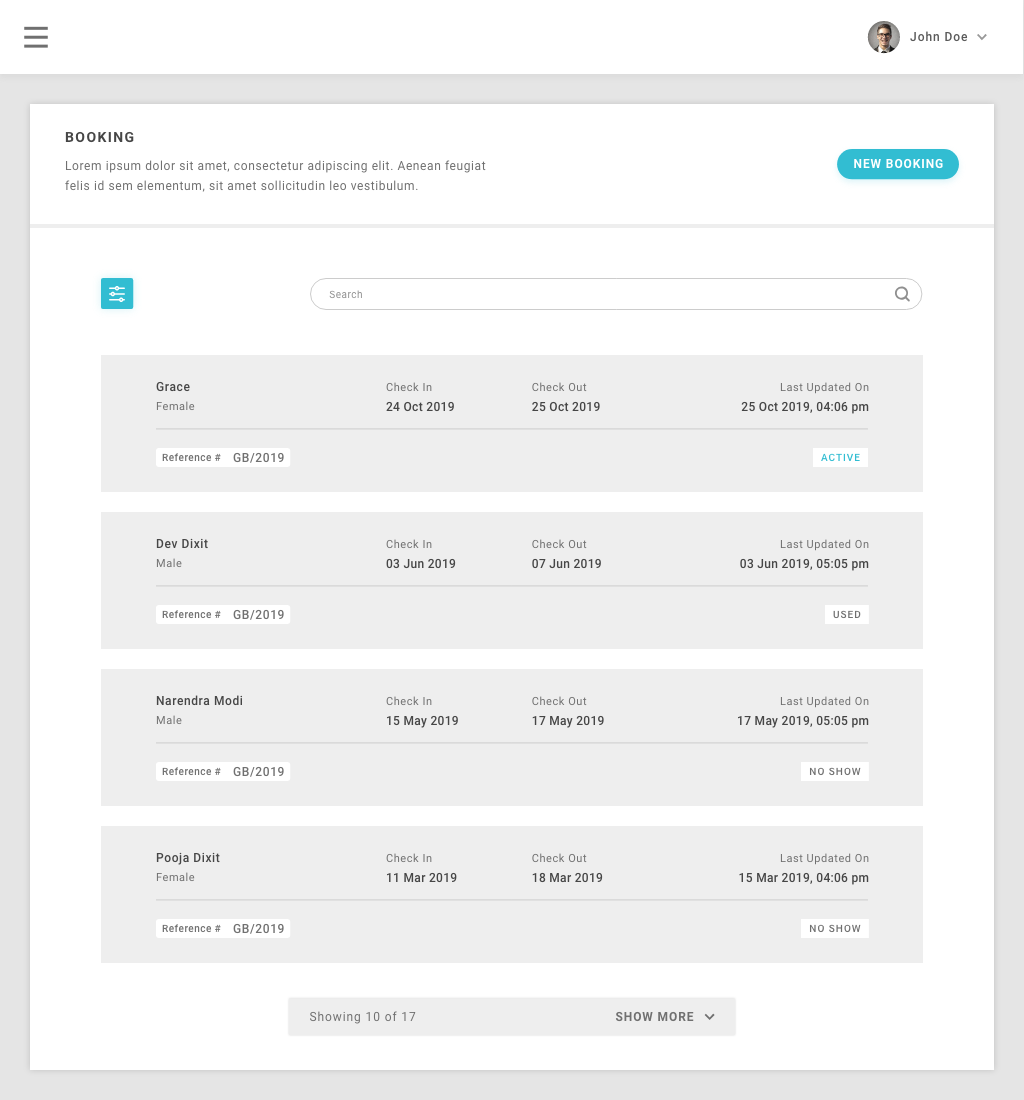 John Doe
BOOKING
Lorem ipsum dolor sit amet, consectetur adipiscing elit. Aenean feugiat
felis id sem elementum, sit amet sollicitudin leo vestibulum.
NEW BOOKING
Search
Grace Check In Check Out Last Updated On
Female 24 Oct 2019 25 Oct 2019 25 Oct 2019, 04:06 pm
Reference # GB/2019 ACTIVE
Dev Dixit Check In Check Out Last Updated On
Male 03 Jun 2019 07 Jun 2019 03 Jun 2019, 05:05 pm
Reference # GB/2019 USED
Narendra Modi Check In Check Out Last Updated On
Male 15 May 2019 17 May 2019 17 May 2019, 05:05 pm
Reference # GB/2019 NO SHOW
Pooja Dixit Check In Check Out Last Updated On
Female 11 Mar 2019 18 Mar 2019 15 Mar 2019, 04:06 pm
Reference # GB/2019 NO SHOW
Showing 10 of 17 SHOW MORE